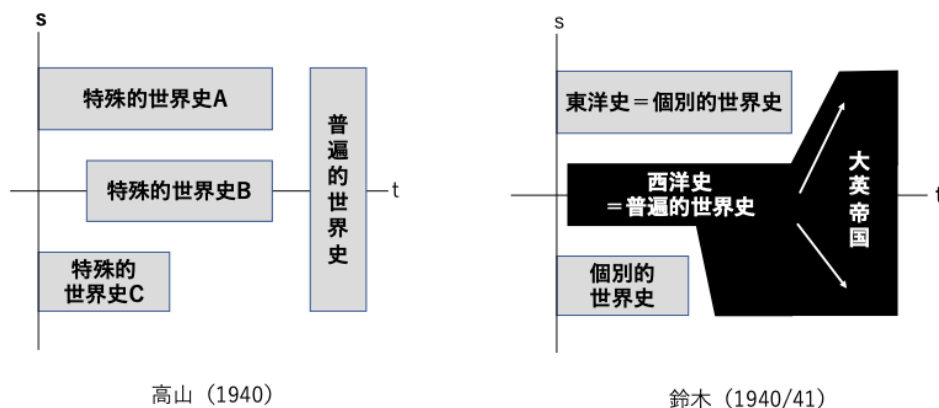 s
特殊的世界史A
特殊的世界史B
特殊的
世界史C
普遍的世界史
t
高山（1940）
s
東洋史＝個別的世界史
西洋史
＝普遍的世界史
個別的
世界史
大英帝国
t
鈴木（1940/41）